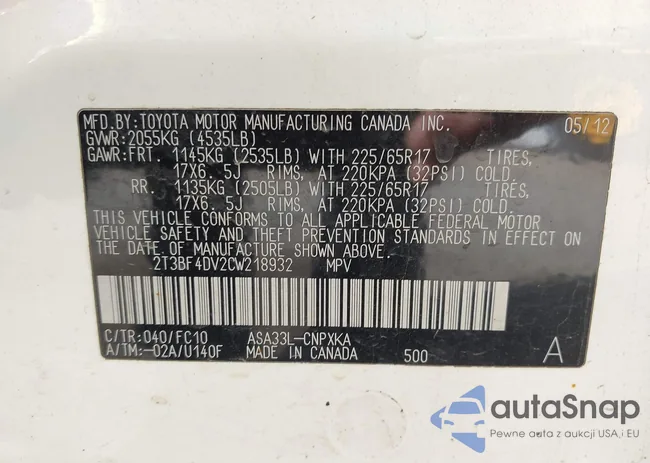 MFD.BY:TOYOTA MOTOR MANUFACTURING CANADA INC. 05/12
GVWR:2055KG (4535LB)
GAWR:FRT. 1145KG (2535LB) WITH 225/65R17 TIRES,
17X6. 5J RIMS, AT 220KPA (32PSI) COLD.
RR. 1135KG (2505LB) WITH 225/65R17 TIRES,
17X6. 5J RIMS, AT 220KPA (32PSI) COLD.
THIS VEHICLE CONFORMS TO ALL APPLICABLE FEDERAL MOTOR
VEHICLE SAFETY AND THEFT PREVENTION STANDARDS IN EFFECT ON
THE DATE OF MANUFACTURE SHOWN ABOVE.
2T3BF4DV2CW218932 MPV
C/TR:040/FC10 ASA33L-CNPXKA
A/TM:-02A/U140F MADE IN CANADA 500 A
autaSnap
Pewne auta z aukcji USA i EU